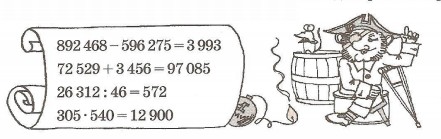 892 468 – 596 275 = 3 993
72 529 + 3 456 = 97 085
26 312 : 46 = 572
305 · 540 = 12 900